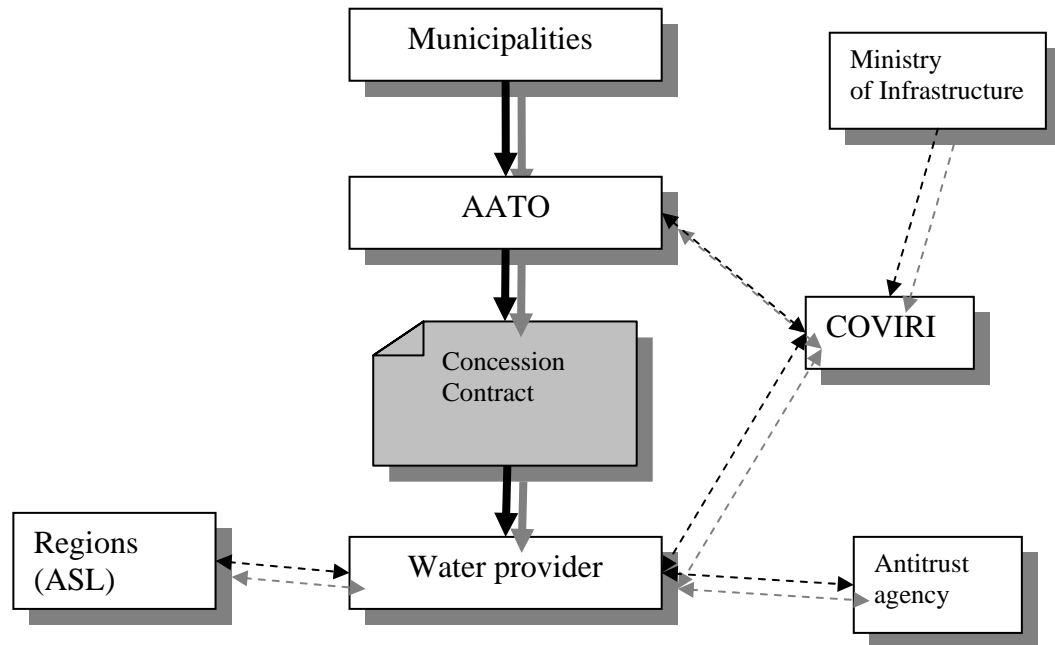 Municipalities
Ministry
of Infrastructure
AATO
COVIRI
Concession
Contract
Regions
(ASL)
Water provider
Antitrust
agency